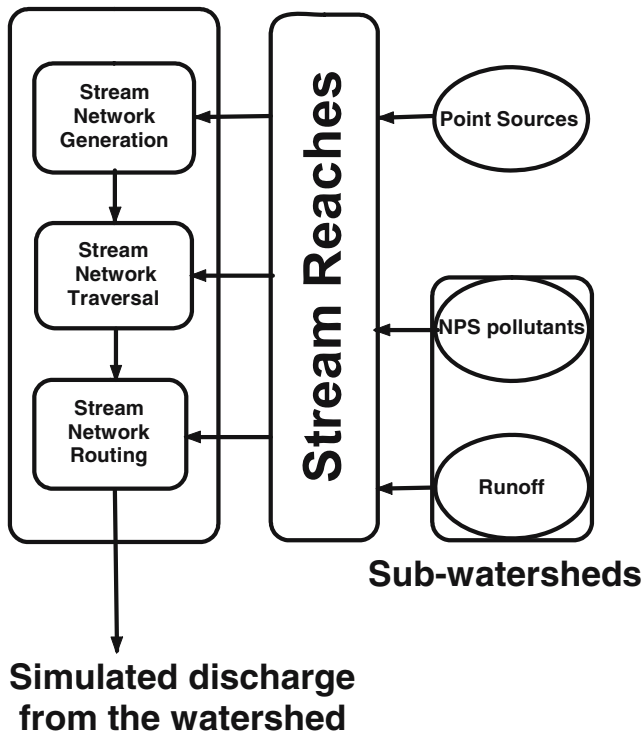 Stream
Network
Generation
Stream
Network
Traversal
Stream
Network
Routing
Stream Reaches
Point Sources
NPS pollutants
Runoff
Sub-watersheds
Simulated discharge
from the watershed